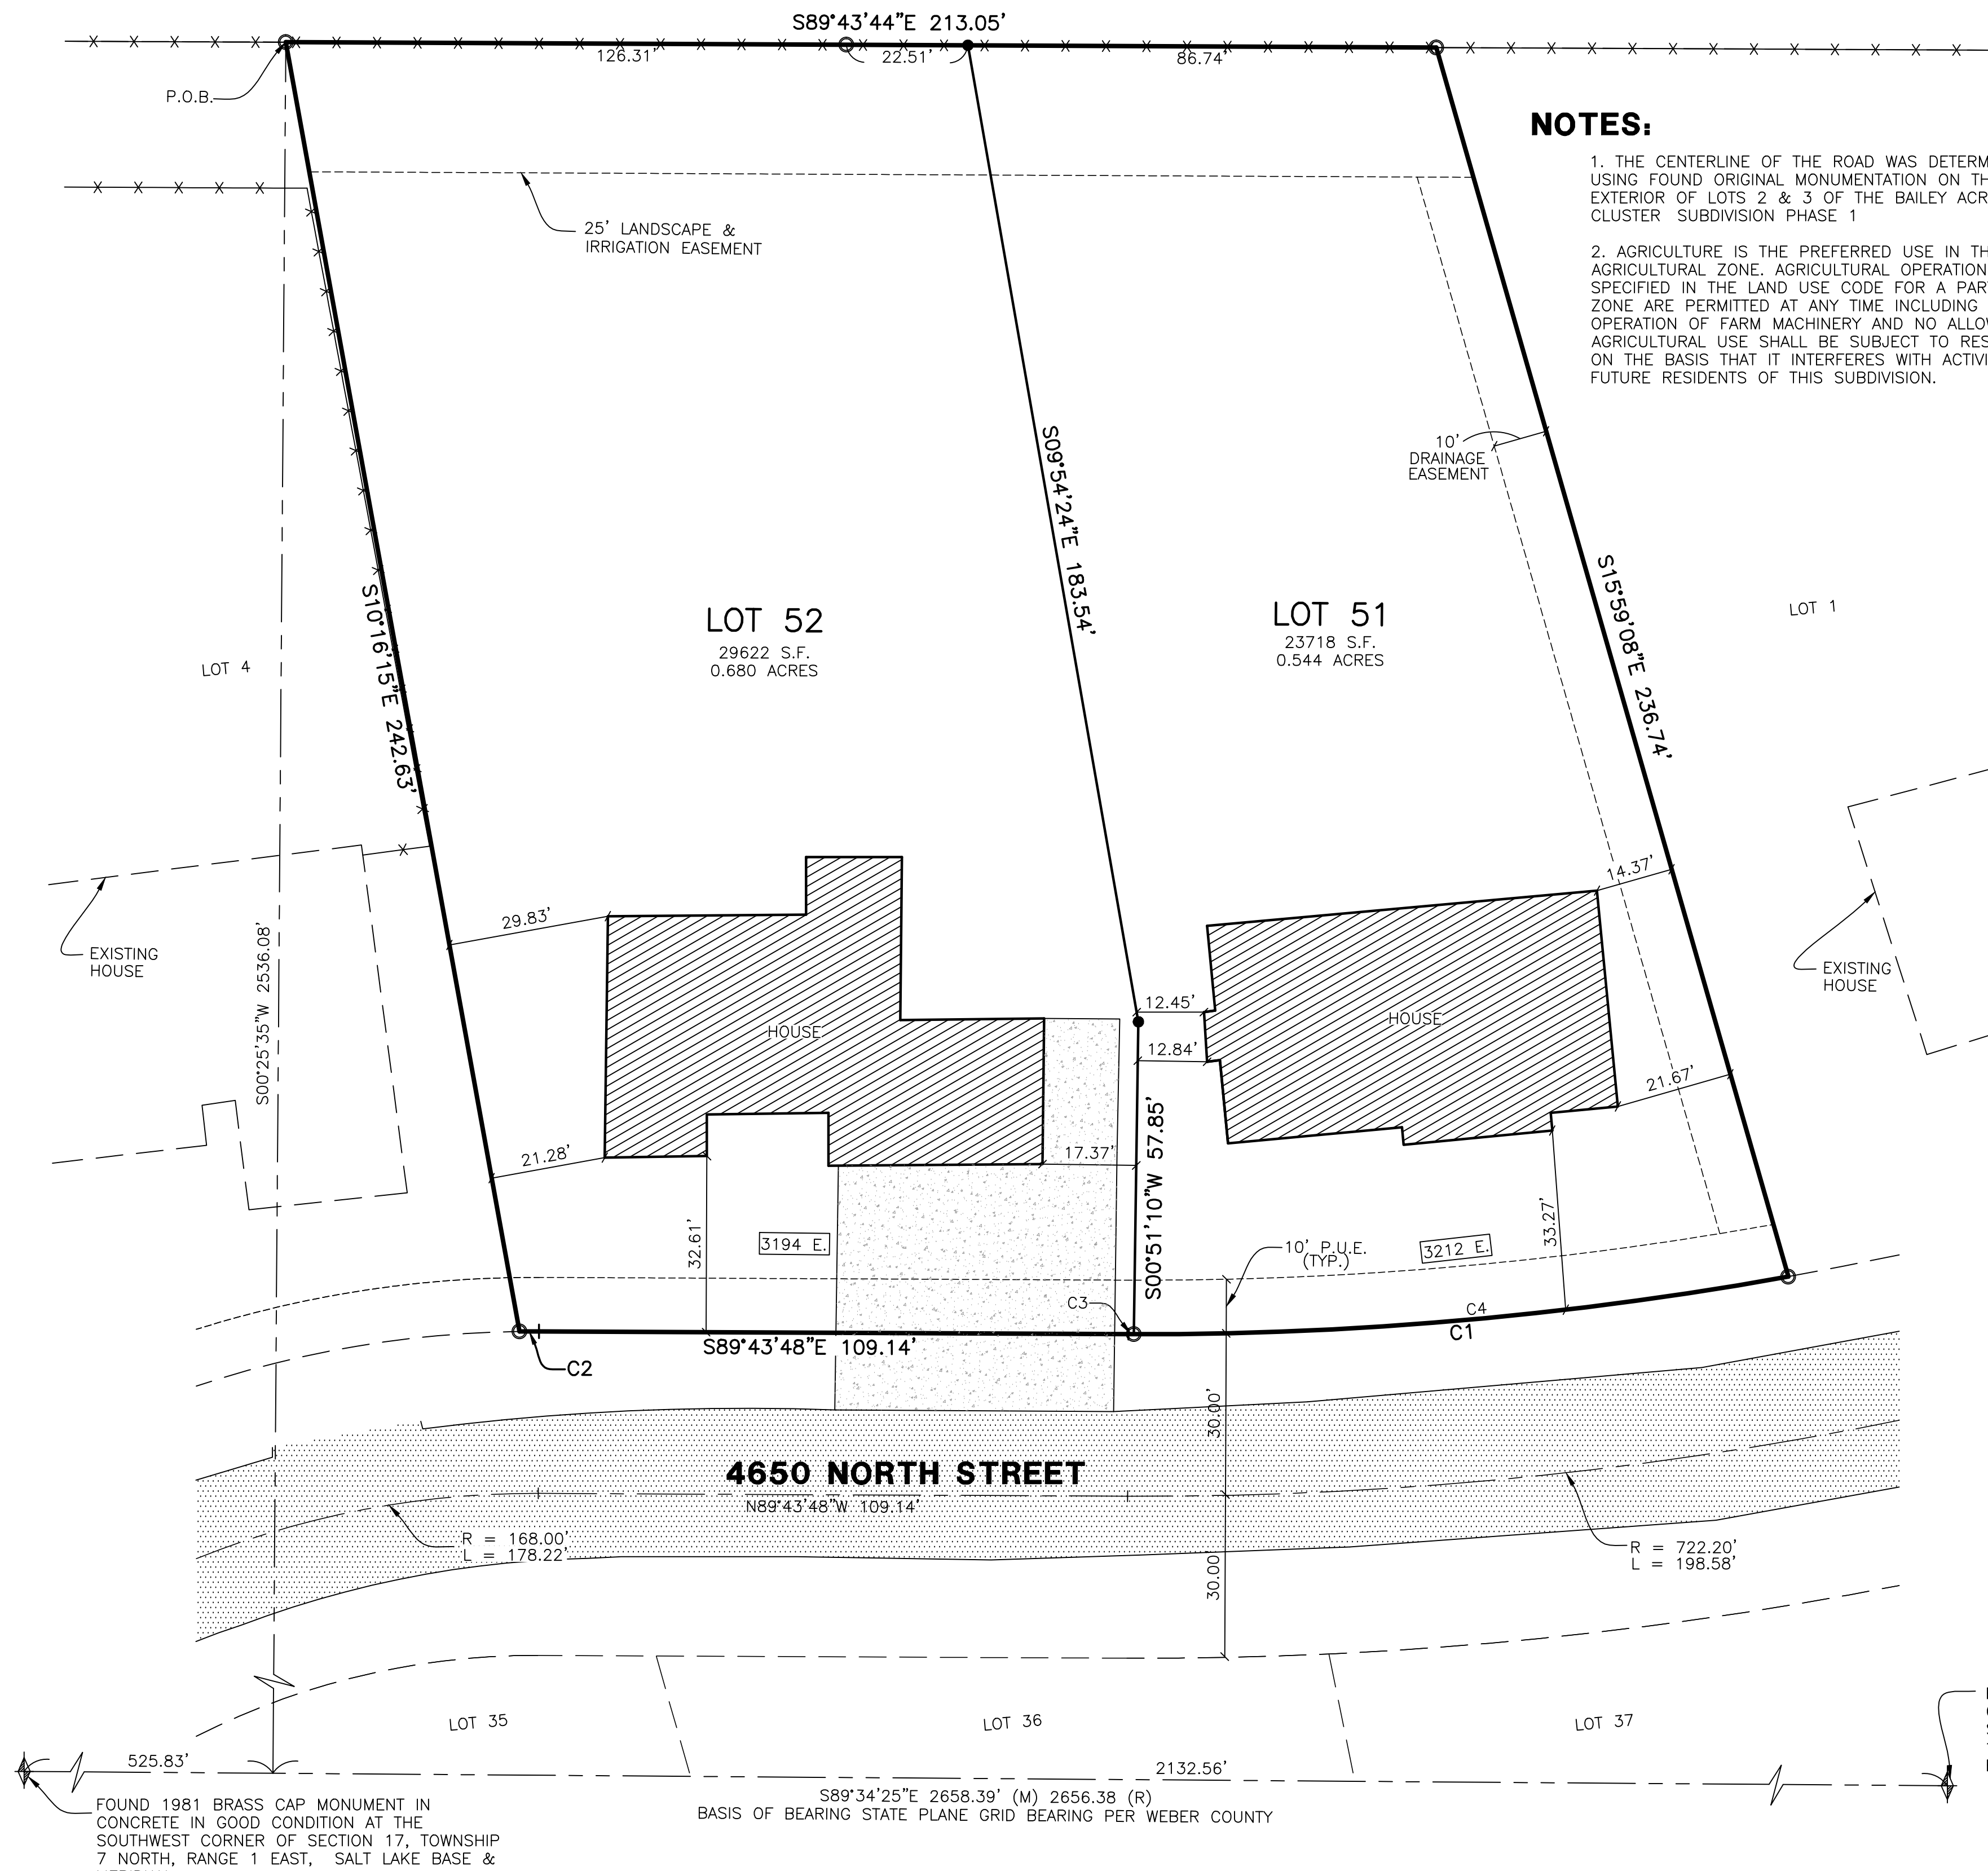 S89°43'44"E 213.05'
126.31'
22.51'
86.74'
P.O.B.
NOTES:
1. THE CENTERLINE OF THE ROAD WAS
USING FOUND ORIGINAL MONUMENTATION ON
EXTERIOR OF LOTS 2 & 3 OF THE BAILEY
CLUSTER SUBDIVISION PHASE 1
2. AGRICULTURE IS THE PREFERRED USE IN
AGRICULTURAL ZONE. AGRICULTURAL OPERATION
SPECIFIED IN THE LAND USE CODE FOR A
ZONE ARE PERMITTED AT ANY TIME INCLUDING
OPERATION OF FARM MACHINERY AND NO
AGRICULTURAL USE SHALL BE SUBJECT TO
ON THE BASIS THAT IT INTERFERES WITH
FUTURE RESIDENTS OF THIS SUBDIVISION.
25' LANDSCAPE &
IRRIGATION EASEMENT
10'
DRAINAGE
EASEMENT
S09°54'24"E 183.54'
S15°59'08"E 236.74'
S10°16'15"E 242.63'
LOT 52
29622 S.F.
0.680 ACRES
LOT 51
23718 S.F.
0.544 ACRES
LOT 1
LOT 4
14.37'
29.83'
EXISTING
HOUSE
S00°25'35"W 2536.08'
EXISTING
HOUSE
12.45'
HOUSE
HOUSE
12.84'
21.67'
21.28'
17.37'
S00°51'10"W 57.85'
32.61'
3194 E.
10' P.U.E.
(TYP.)
3212 E.
33.27'
C3
C4
C1
S89°43'48"E 109.14'
C2
30.00'
4650 NORTH STREET
N89°43'48"W 109.14'
R = 168.00'
L = 178.22'
R = 722.20'
L = 198.58'
30.00'
LOT 35
LOT 36
LOT 37
525.83'
2132.56'
S89°34'25"E 2658.39' (M) 2656.38 (R)
BASIS OF BEARING STATE PLANE GRID BEARING PER WEBER COUNTY
FOUND 1981 BRASS CAP MONUMENT IN
CONCRETE IN GOOD CONDITION AT THE
SOUTHWEST CORNER OF SECTION 17, TOWNSHIP
7 NORTH, RANGE 1 EAST, SALT LAKE BASE &